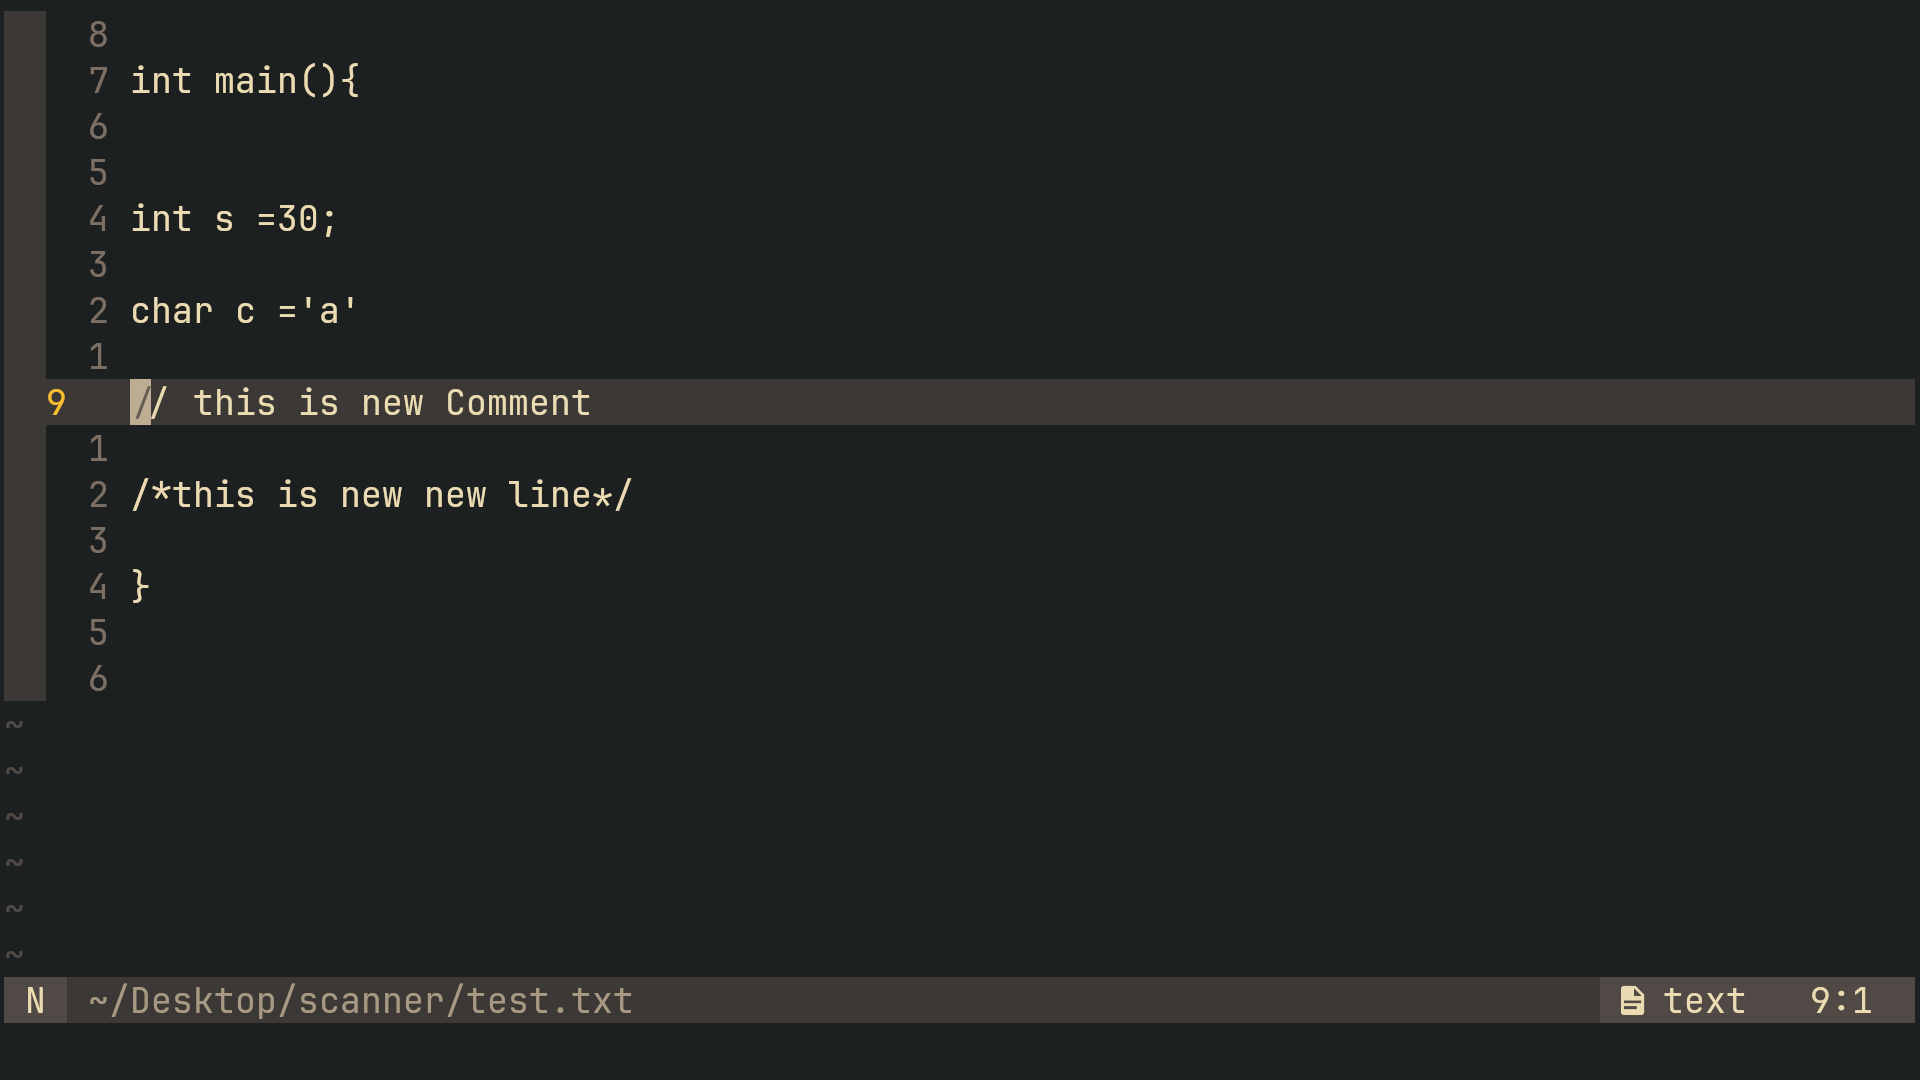 8
7 int main(){
6
5
4 int s =30;
3
2 char c ='a'
1
9 // this is new Comment
1
2 /*this is new new line*/
3
4 }
5
6
~
~
~
~
~
~
N ~/Desktop/scanner/test.txt text 9:1